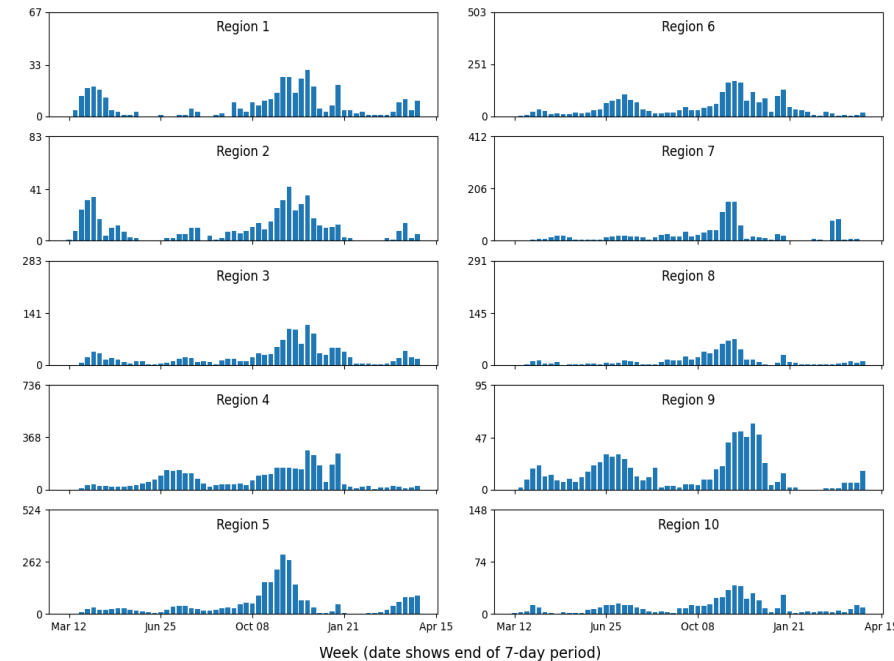 67
33
0
Region 1
503
251
0
Region 6
83
41
0
Region 2
412
206
0
Region 7
283
141
0
Region 3
291
145
0
Region 8
736
368
0
Region 4
95
47
0
Region 9
524
262
0
Region 5
148
74
0
Region 10
Mar 12 Jun 25 Oct 08 Jan 21 Apr 15
Mar 12 Jun 25 Oct 08 Jan 21 Apr 15
Week (date shows end of 7-day period)